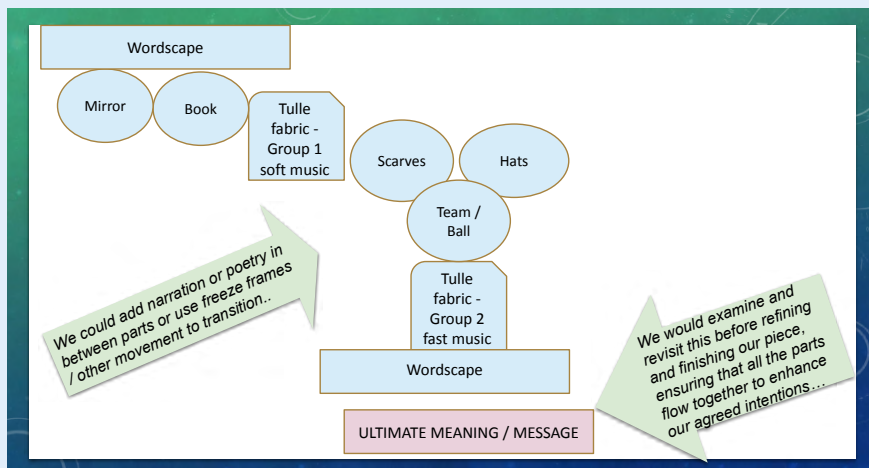 Wordscape
Mirror
Book
Tulle
fabric -
Group 1
soft music
Scarves
Hats
Team /
Ball
We could add narration or poetry in
between parts or use freeze frames
/ other movement to transition..
Tulle
fabric -
Group 2
fast music
Wordscape
We would examine and
revisit this before refining
and finishing our piece,
ensuring that all the parts
flow together to enhance
our agreed intentions…
ULTIMATE MEANING / MESSAGE